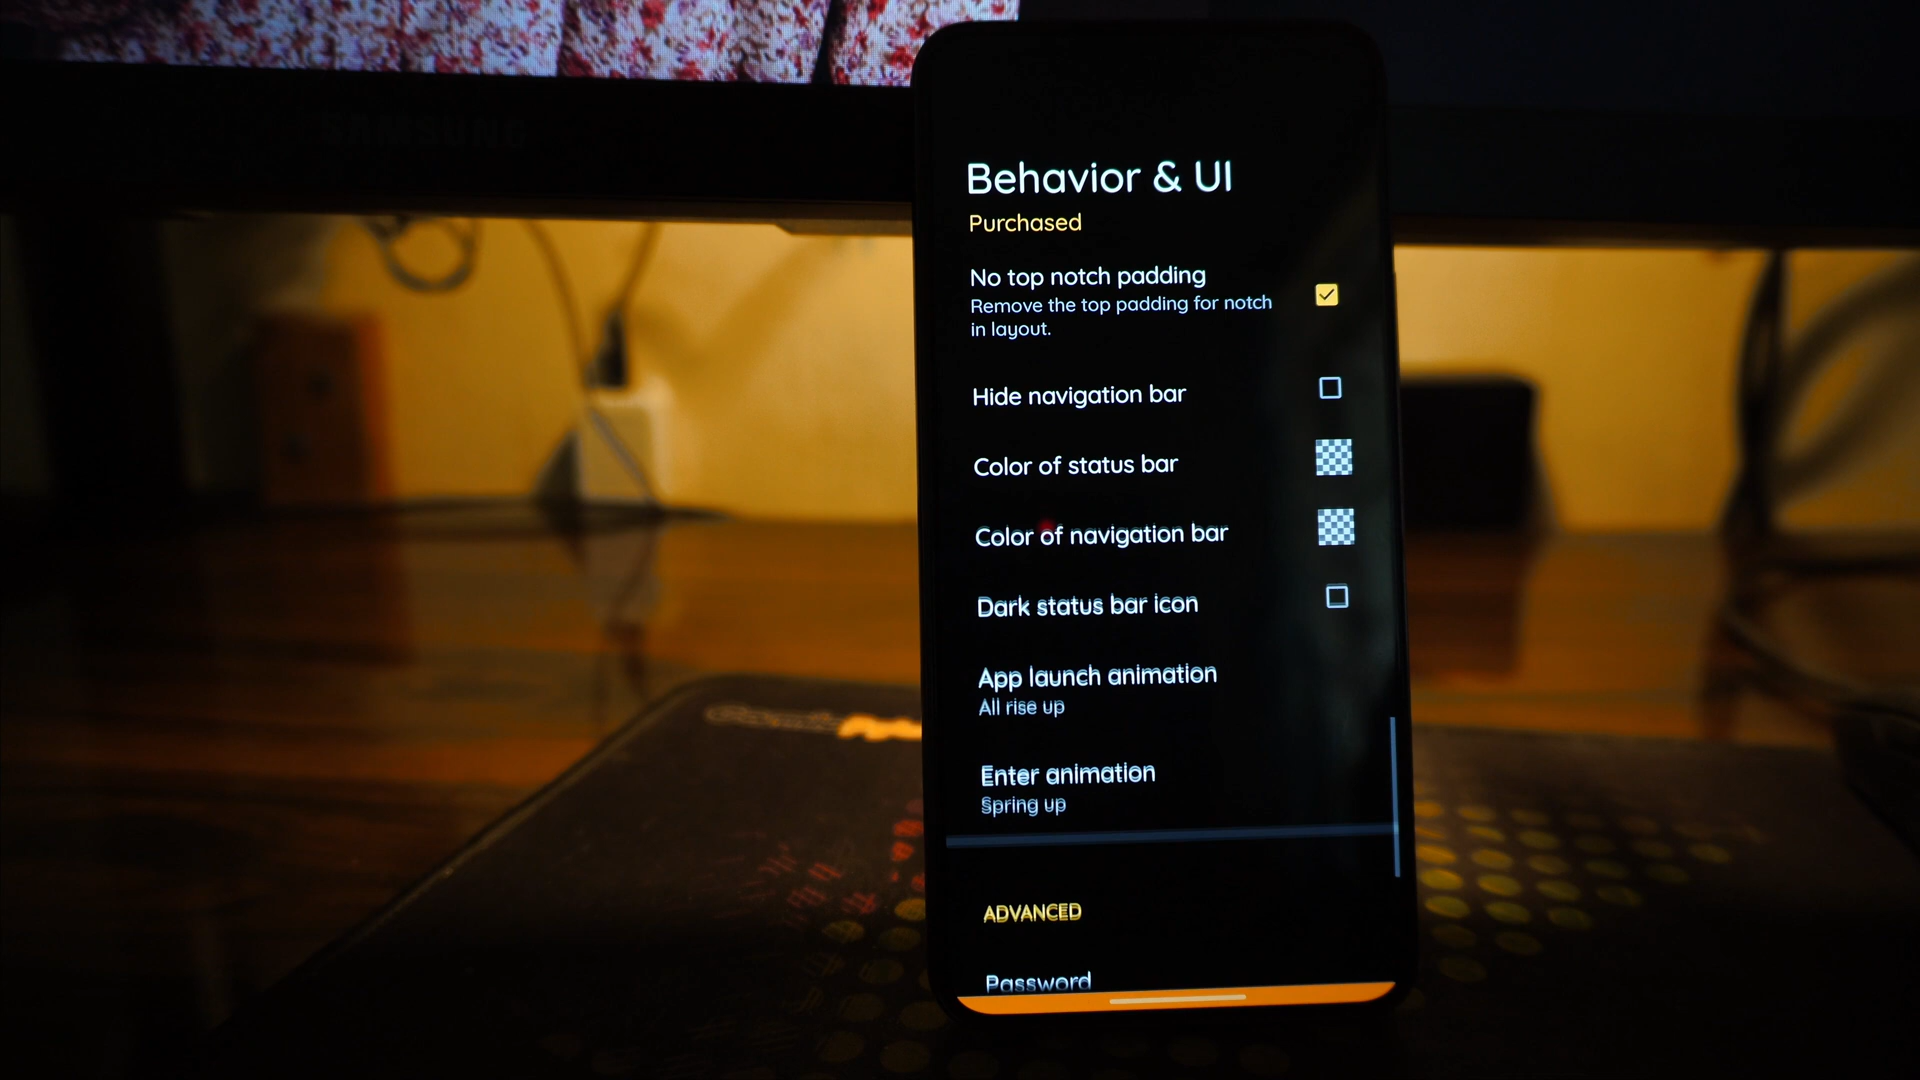 SAMSUNG
Behavior & UI
Purchased
No top notch padding
Remove the top padding for notch
in layout.
Hide navigation bar
Color of status bar
Color of navigation bar
Dark status bar icon
App launch animation
All rise up
Enter animation
Spring up
ADVANCED
Password